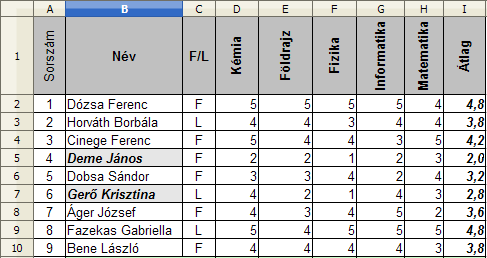 A B C D E F G H I
1 Sorszám Név F/L Kémia Földrajz Fizika Informatika Matematika Átlag
2 1 Dózsa Ferenc F 5 5 5 5 4 4,8
3 2 Horváth Borbála L 4 4 3 4 4 3,8
4 3 Cinege Ferenc F 5 4 4 3 5 4,2
5 4 Deme János F 2 2 1 2 3 2,0
6 5 Dobsa Sándor F 3 3 4 2 4 3,2
7 6 Gerő Krisztina L 4 2 1 4 3 2,8
8 7 Áger József F 4 3 4 5 2 3,6
9 8 Fazekas Gabriella L 5 4 5 5 5 4,8
10 9 Bene László F 4 4 4 4 3 3,8